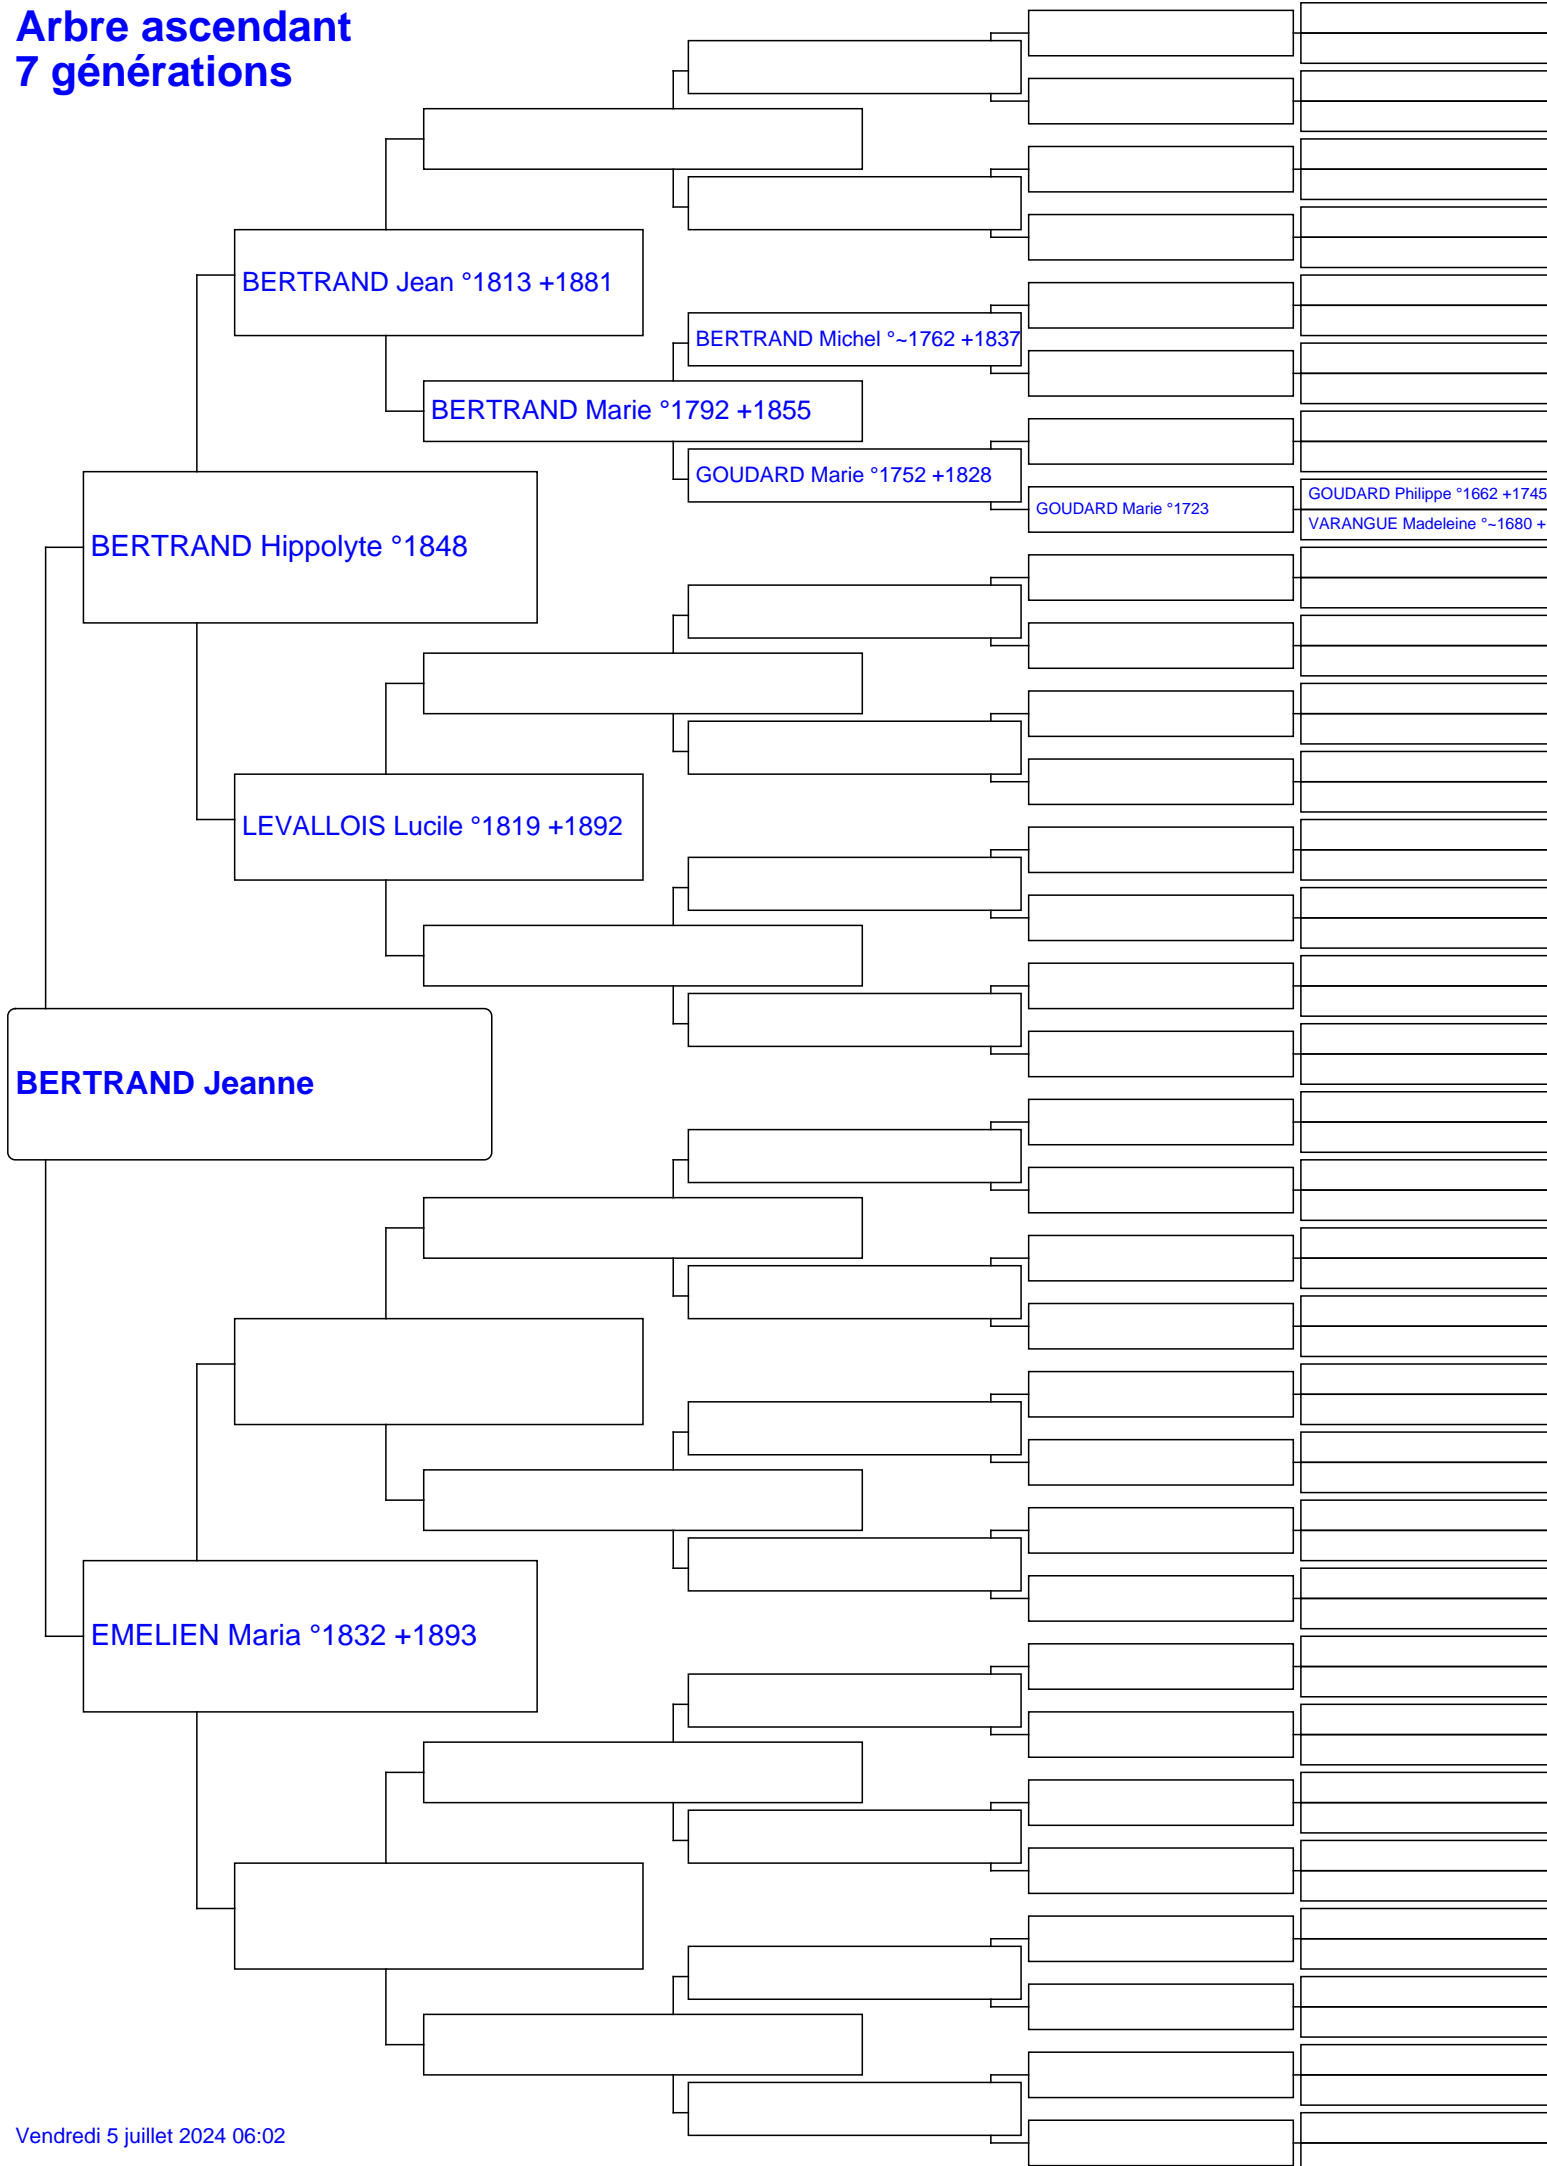 Arbre ascendant
7 générations
BERTRAND Jean °1813 +1881
BERTRAND Michel °~1762 +1837
BERTRAND Marie °1792 +1855
GOUDARD Marie °1752 +1828
GOUDARD Marie °1723
GOUDARD Philippe °1662 +1745
VARANGUE Madeleine °~1680 +
BERTRAND Hippolyte °1848
LEVALLOIS Lucile °1819 +1892
BERTRAND Jeanne
EMELIEN Maria °1832 +1893
Vendredi 5 juillet 2024 06:02